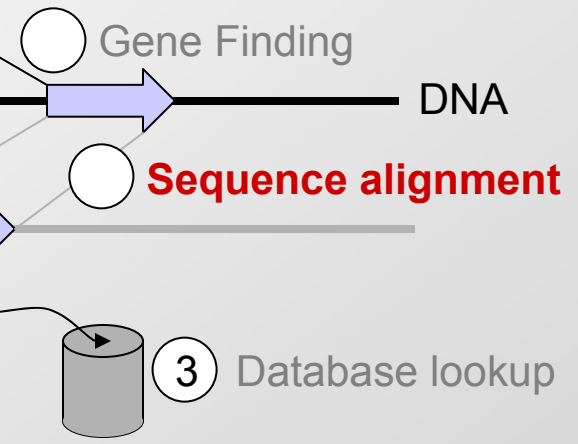 Gene Finding
DNA
Sequence alignment
3 Database lookup